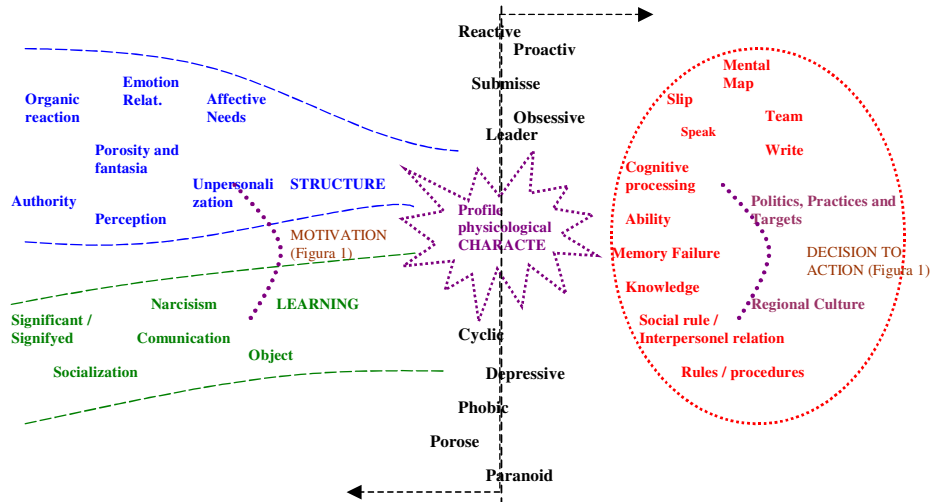 Reactive
Proactiv
Submisse
Obsessive
Leader
Emotion
Relat.
Organic
reaction
Affective
Needs
Porosity and
fantasia
Unpersonali
zation
STRUCTURE
Authority
Perception
MOTIVATION
(Figura 1)
Narcisism
LEARNING
Significant /
Signifyed
Comunication
Object
Socialization
Profile
physicological
CHARACTE
Cyclic
Depressive
Phobic
Porose
Paranoid
Mental
Map
Slip
Team
Speak
Write
Cognitive
processing
Politics, Practices and
Targets
Ability
Memory Failure
DECISION TO
ACTION (Figura 1)
Knowledge
Regional Culture
Social rule /
Interpersonel relation
Rules / procedures